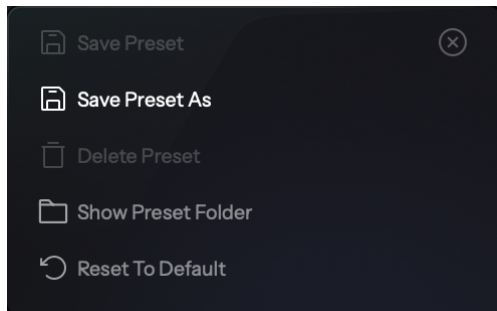 Save Preset
Save Preset As
Delete Preset
Show Preset Folder
Reset To Default